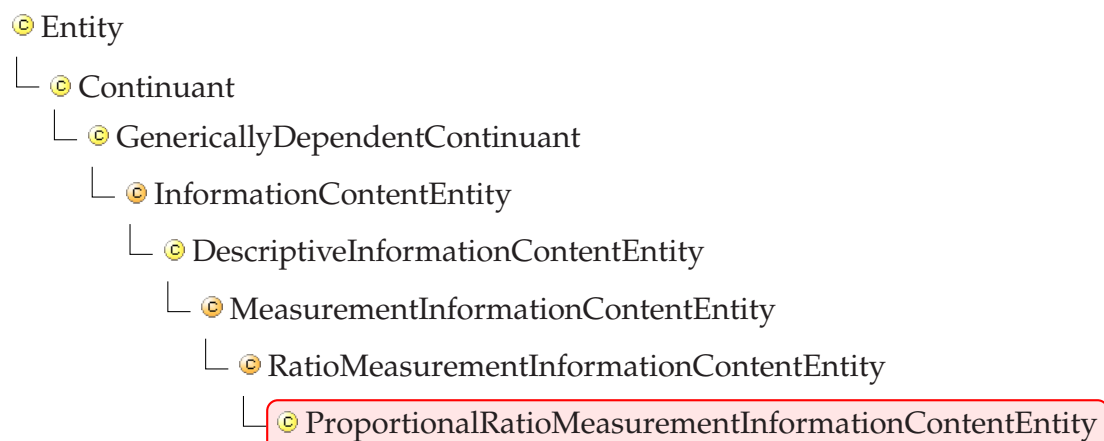 Entity
Continuant
GenericallyDependentContinuant
InformationContentEntity
DescriptiveInformationContentEntity
MeasurementInformationContentEntity
RatioMeasurementInformationContentEntity
ProportionalRatioMeasurementInformationContentEntity